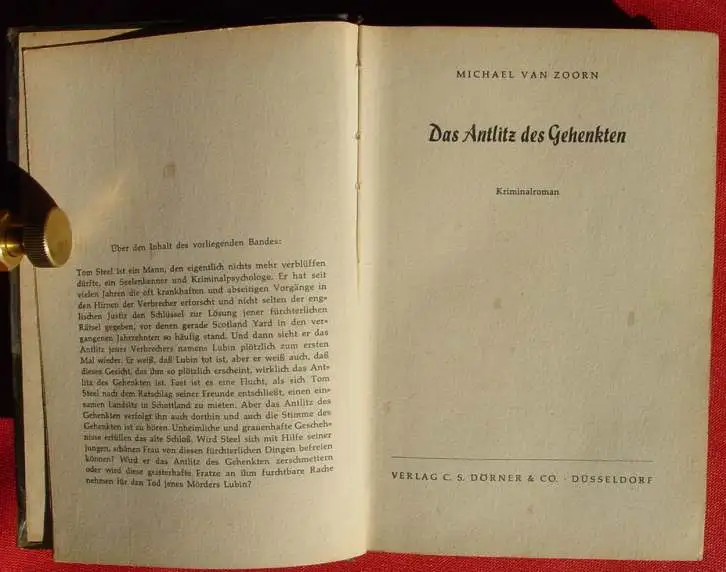 Über den Inhalt des vorliegenden Bandes:
Tom Steel ist ein Mann, den eigentlich nichts mehr verblüffen
dürfte, ein Seelenkenner und Kriminalpsychologe. Er hat seit
vielen Jahren die oft krankhaften und abseitigen Vorgänge in
den Hirnen der Verbrecher erforscht und nicht selten der eng-
lischen Justiz den Schlüssel zur Lösung jener fürchterlichen
Rätsel gegeben, vor denen gerade Scotland Yard in den ver-
gangenen Jahrzehnten so häufig stand. Und dann sieht er das
Antlitz jenes Verbrechers namens Lubin plötzlich zum ersten
Mal wieder. Er weiß, daß Lubin tot ist, aber er weiß auch, daß
dieses Gesicht, das ihm so plötzlich erscheint, wirklich das Ant-
litz des Gehenkten ist. Fast ist es eine Flucht, als sich Tom
Steel nach dem Ratschlag seiner Freunde entschließt, einen ein-
samen Landsitz in Schottland zu mieten. Aber das Antlitz des
Gehenkten verfolgt ihn auch dorthin und auch die Stimme des
Gehenkten ist zu hören. Unheimliche und grauenhafte Gescheh-
nisse erfüllen das alte Schloß. Wird Steel sich mit Hilfe seiner
jungen, schönen Frau von diesen fürchterlichen Dingen befreien
können? Wird er das Antlitz des Gehenkten zerschmettern
oder wird diese geisterhafte Fratze an ihm furchtbare Rache
nehmen für den Tod jenes Mörders Lubin?
MICHAEL VAN ZOORN
Das Antlitz des Gehenkten
Kriminalroman
VERLAG C. S. DÖRNER & CO. · DÜSSELDORF